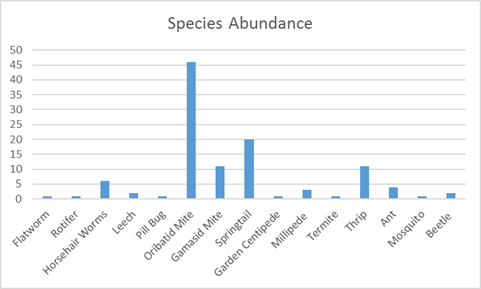 Species Abundance
50
45
40
35
30
25
20
15
10
5
0
Flatworm
Rotifer
Horsehair Worms
Leech
Pill Bug
Oribatid Mite
Gamasid Mite
Springtail
Garden Centipede
Millipede
Termite
Thrip
Ant
Mosquito
Beetle